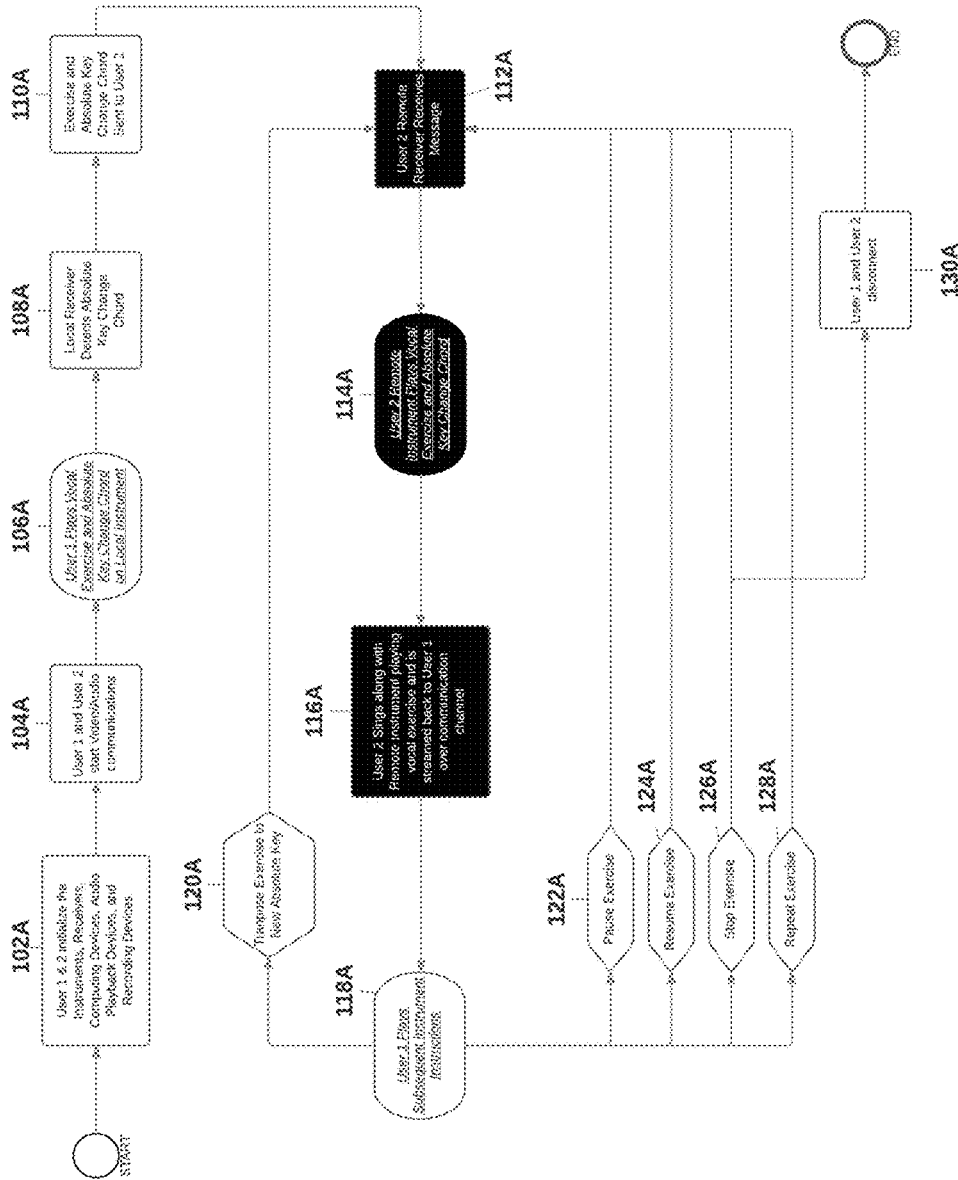 START
102A
User 1 & 2 initialize the
Instruments, Receivers,
Computing Devices, Audio
Playback Devices, and
Recording Devices
104A
User 1 and User 2
start Video/Audio
communications
106A
User 1 Plays Vocal
Exercise and Absolute
Key Change Chord
on Local Instrument
108A
Local Receiver
Detects Absolute
Key Change
Chord
110A
Exercise and
Absolute Key
Change Chord
Sent to User 2
112A
User 2 Remote
Receiver Receives
Message
114A
User 2 Remote
Instrument Plays Vocal
Exercise and Absolute
Key Change Chord
116A
User 2 Sings along with
Remote Instrument playing
vocal exercise and is
streamed back to User 1
over communication
channel
118A
User 1 Plays
Subsequent Instrument
Instructions
120A
Transpose Exercise to
New Absolute Key
122A
Pause Exercise
124A
Resume Exercise
126A
Stop Exercise
128A
Repeat Exercise
130A
User 1 and User 2
disconnect
END